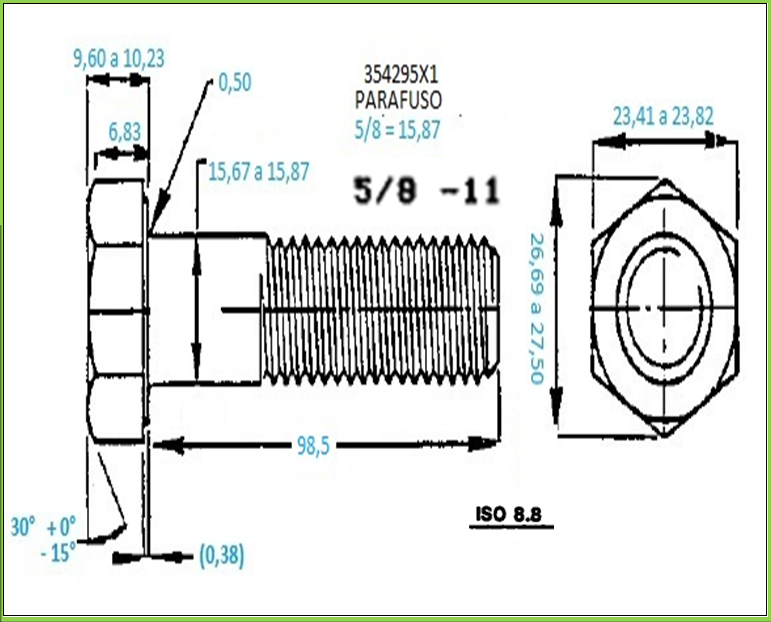 9,60 a 10,23
354295X1
PARAFUSO
5/8 = 15,87
0,50
23,41 a 23,82
6,83
15,67 a 15,87
5/8 -11
26,69 a 27,50
98,5
ISO 8.8
30° +0°
- 15°
(0,38)